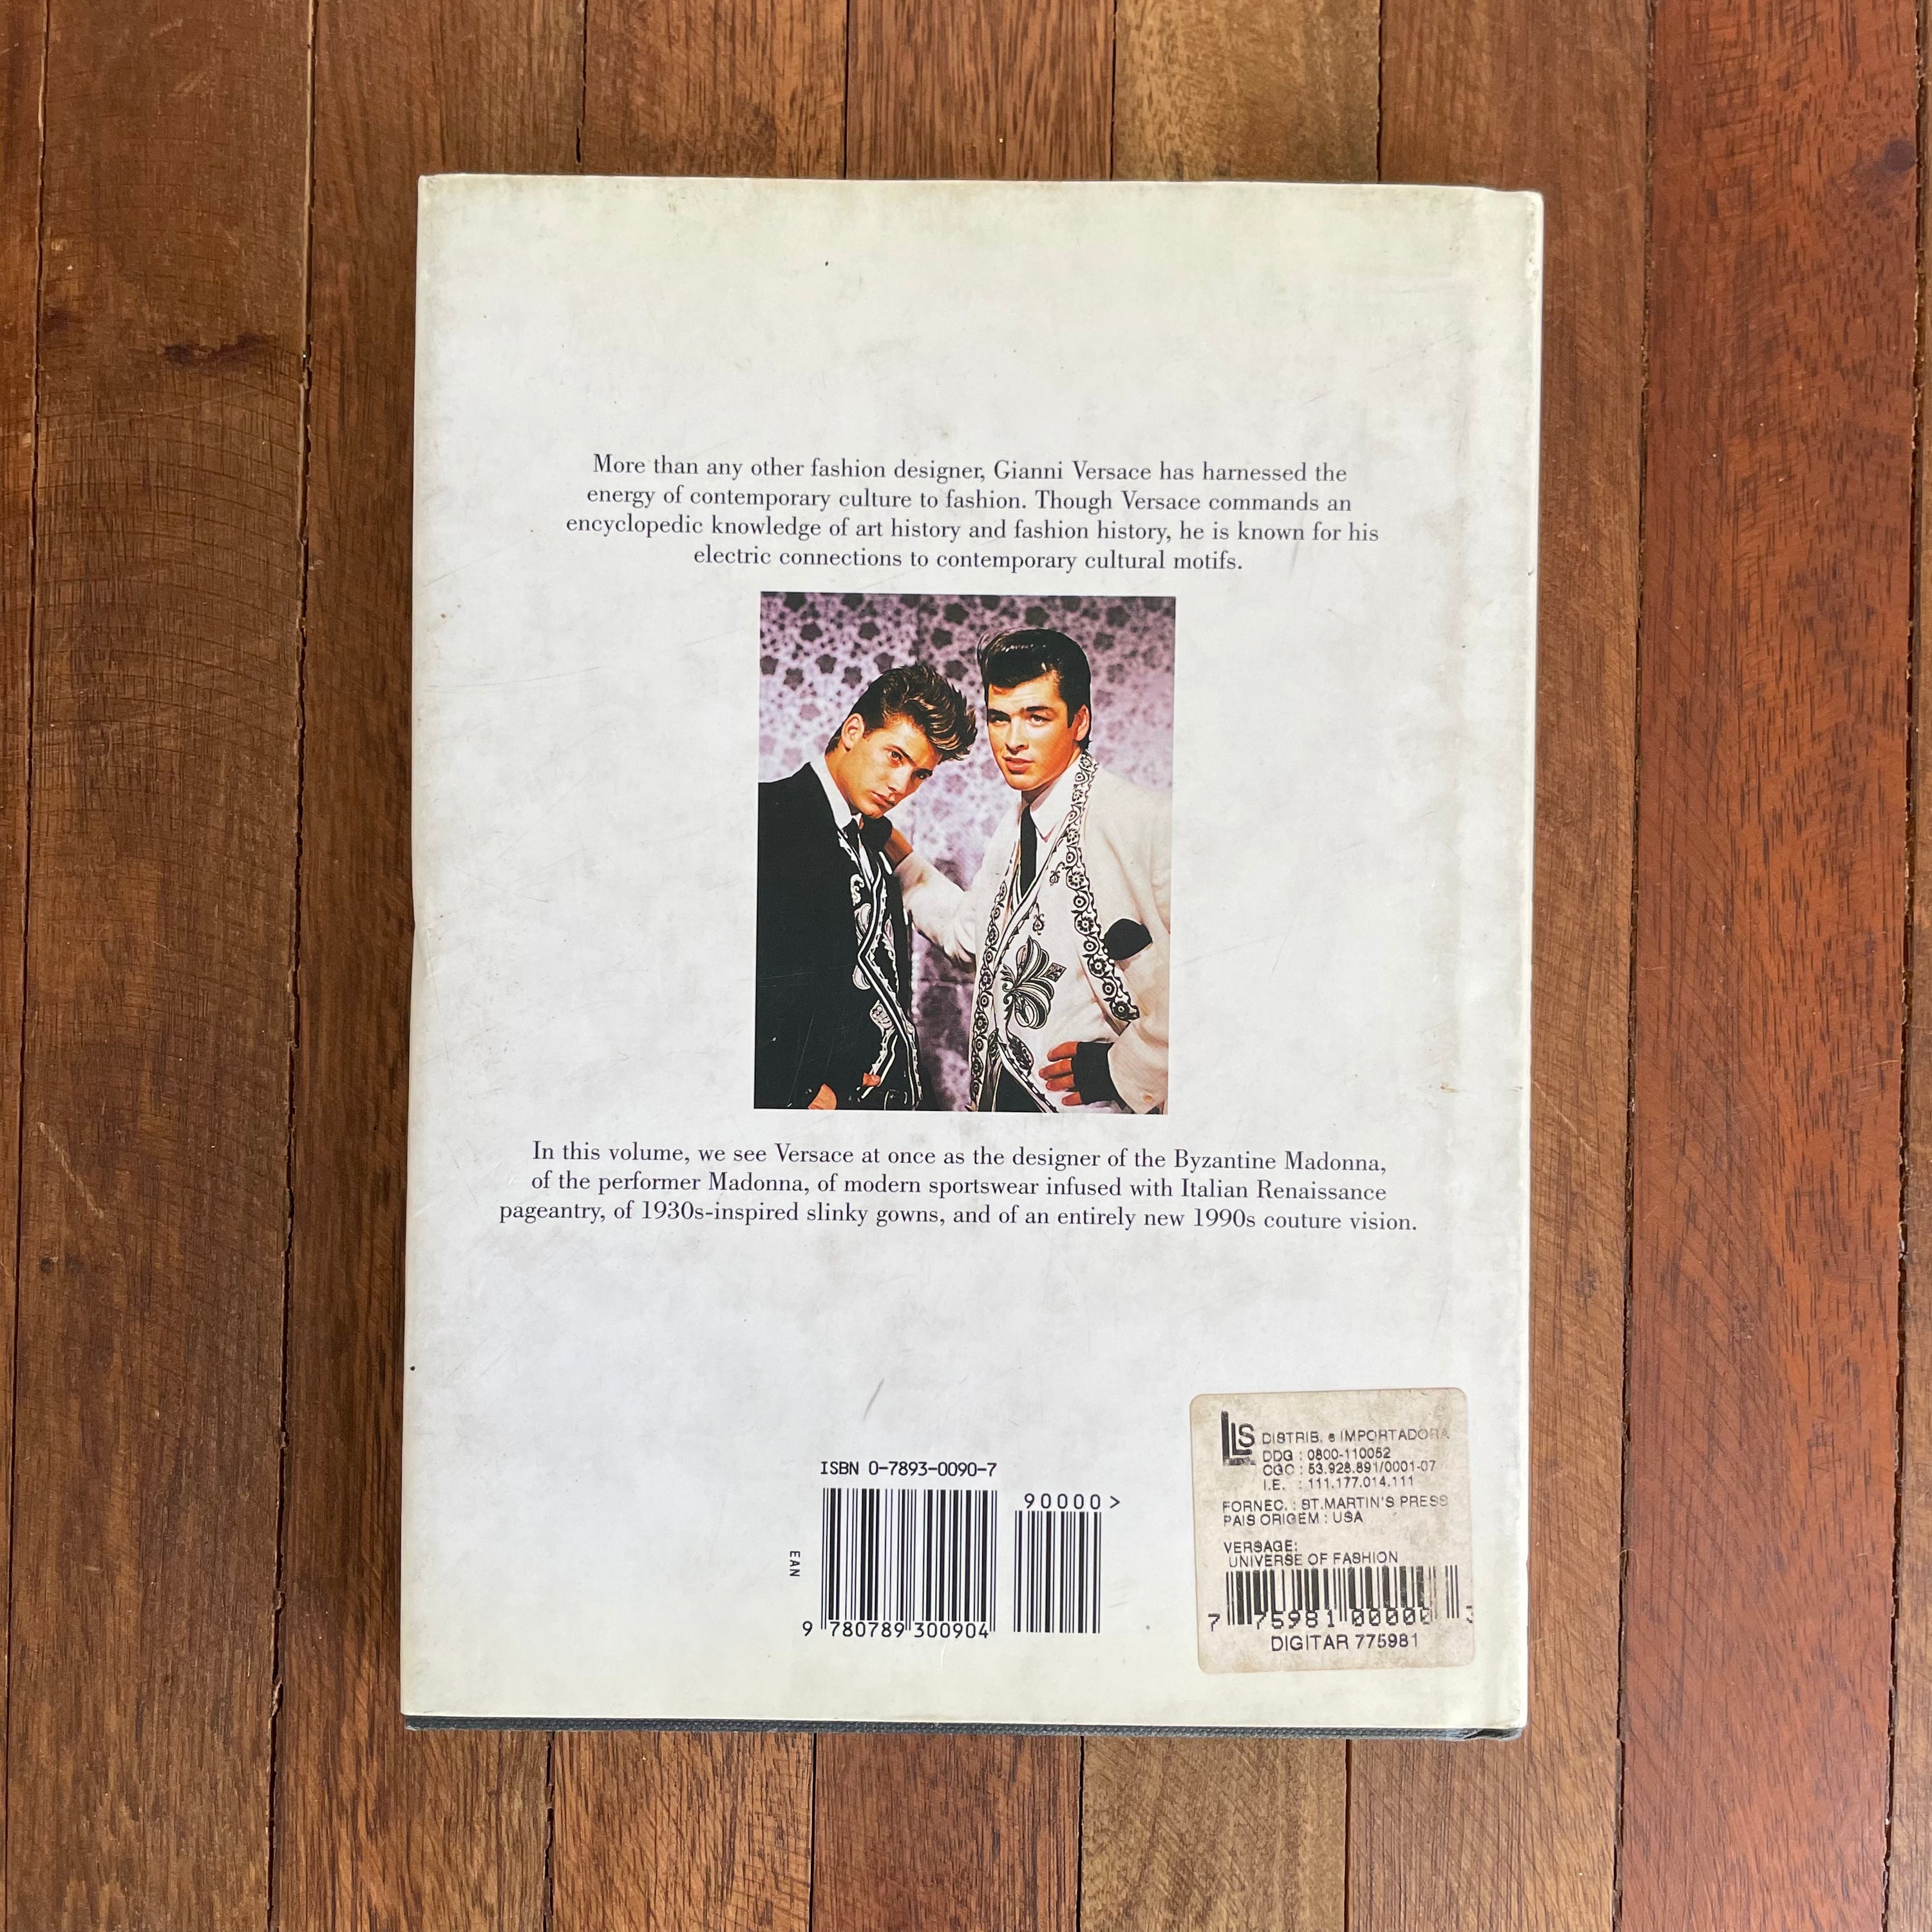 More than any other fashion designer, Gianni Versace has harnessed the
energy of contemporary culture to fashion. Though Versace commands an
encyclopedic knowledge of art history and fashion history, he is known for his
electric connections to contemporary cultural motifs.
In this volume, we see Versace at once as the designer of the Byzantine Madonna,
of the performer Madonna, of modern sportswear infused with Italian Renaissance
pageantry, of 1930s-inspired slinky gowns, and of an entirely new 1990s couture vision.
ISBN 0-7893-0090-7
90000>
EAN
9 780789 300904
LLS DISTRIB. e IMPORTADORA
DDG : 0800-110052
CGC : 53.928.891/0001-07
I.E. : 111.177.014.111
FORNEC. : ST.MARTIN'S PRESS
PAIS ORIGEM : USA
VERSAGE:
UNIVERSE OF FASHION
7 75981 00000
DIGITAR 775981